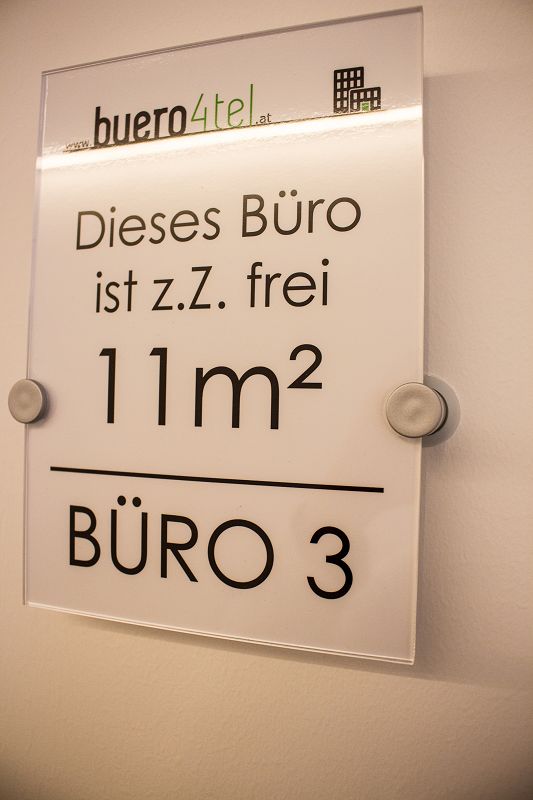 www.buero4tel.at
Dieses Büro
ist z.Z. frei
11m²
BÜRO 3